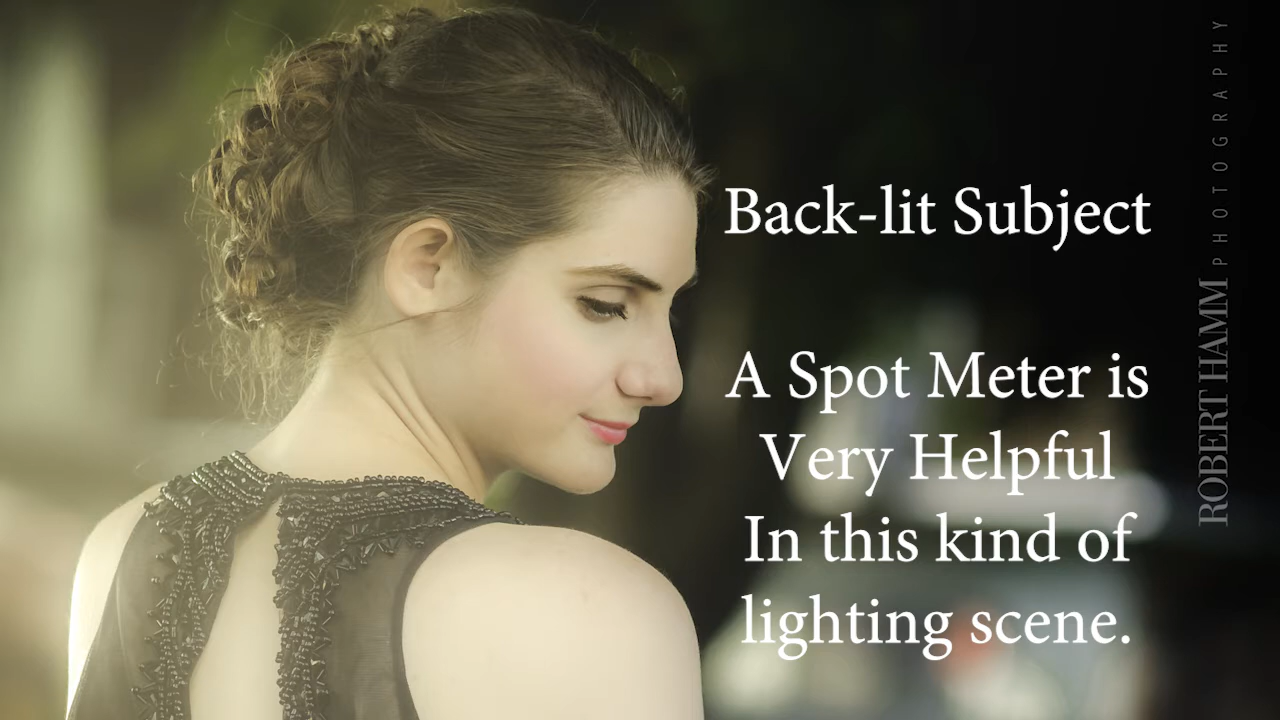 Back-lit Subject
A Spot Meter is
Very Helpful
In this kind of
lighting scene.
ROBERT HAMM PHOTOGRAPHY